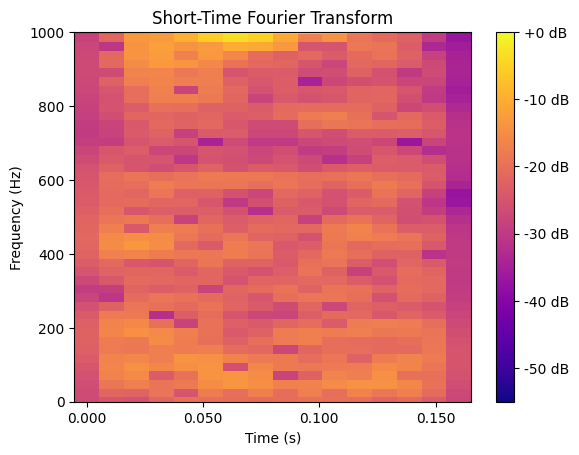 Short-Time Fourier Transform
Frequency (Hz)
1000
800
600
400
200
0
0.000
0.050
0.100
0.150
Time (s)
+0 dB
-10 dB
-20 dB
-30 dB
-40 dB
-50 dB